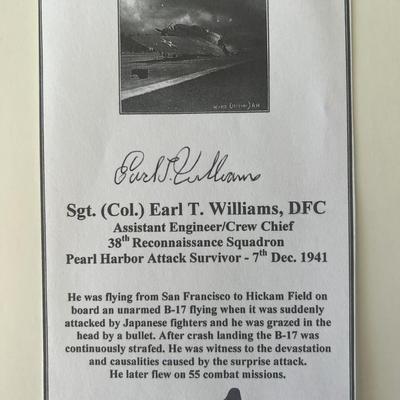 Earl T. Williams
Sgt. (Col.) Earl T. Williams, DFC
Assistant Engineer/Crew Chief
38th Reconnaissance Squadron
Pearl Harbor Attack Survivor - 7th Dec. 1941
He was flying from San Francisco to Hickam Field on
board an unarmed B-17 flying when it was suddenly
attacked by Japanese fighters and he was grazed in the
head by a bullet. After crash landing the B-17 was
continuously strafed. He was witness to the devastation
and causalities caused by the surprise attack.
He later flew on 55 combat missions.